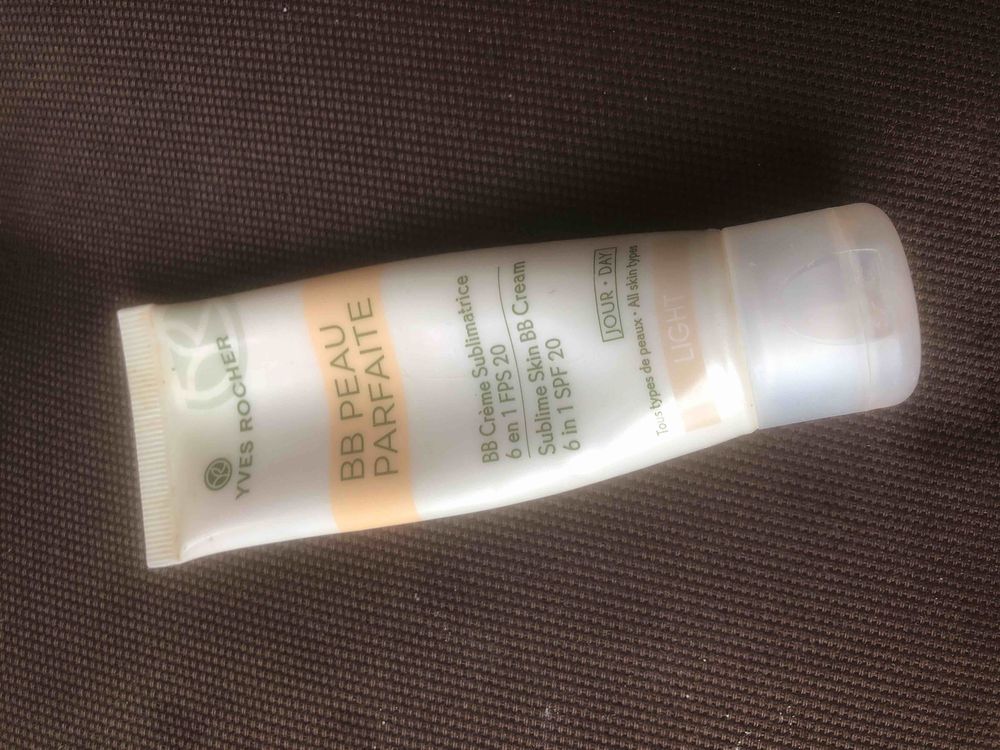 YVES ROCHER
BB PEAU
PARFAITE
BB Crème Sublimatrice
6 en 1 FPS 20
Sublime Skin BB Cream
6 in 1 SPF 20
JOUR • DAY
Tous types de peaux • All skin types
LIGHT